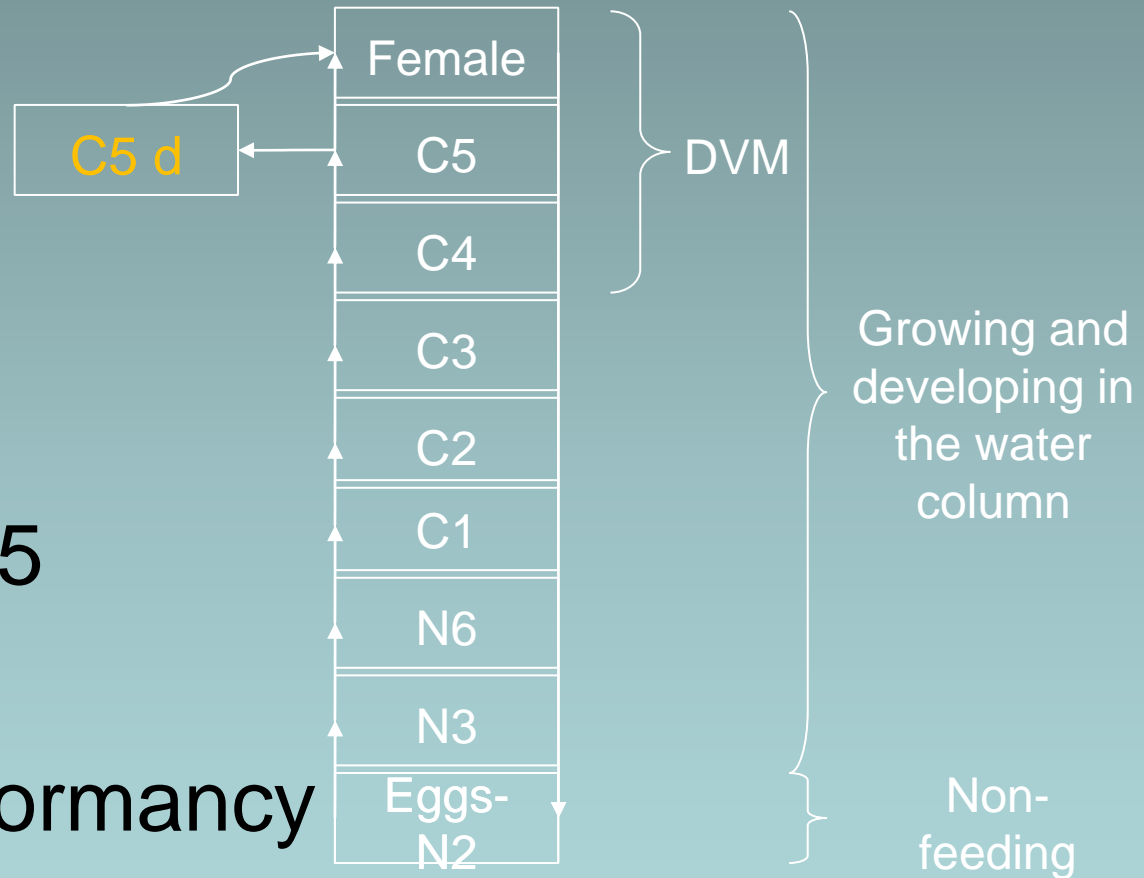 Female
C5 d
C5
DVM
C4
C3
Growing and
developing in
the water
column
C2
C1
5
N6
N3
ormancy
Eggs-
N2
Non-
feeding